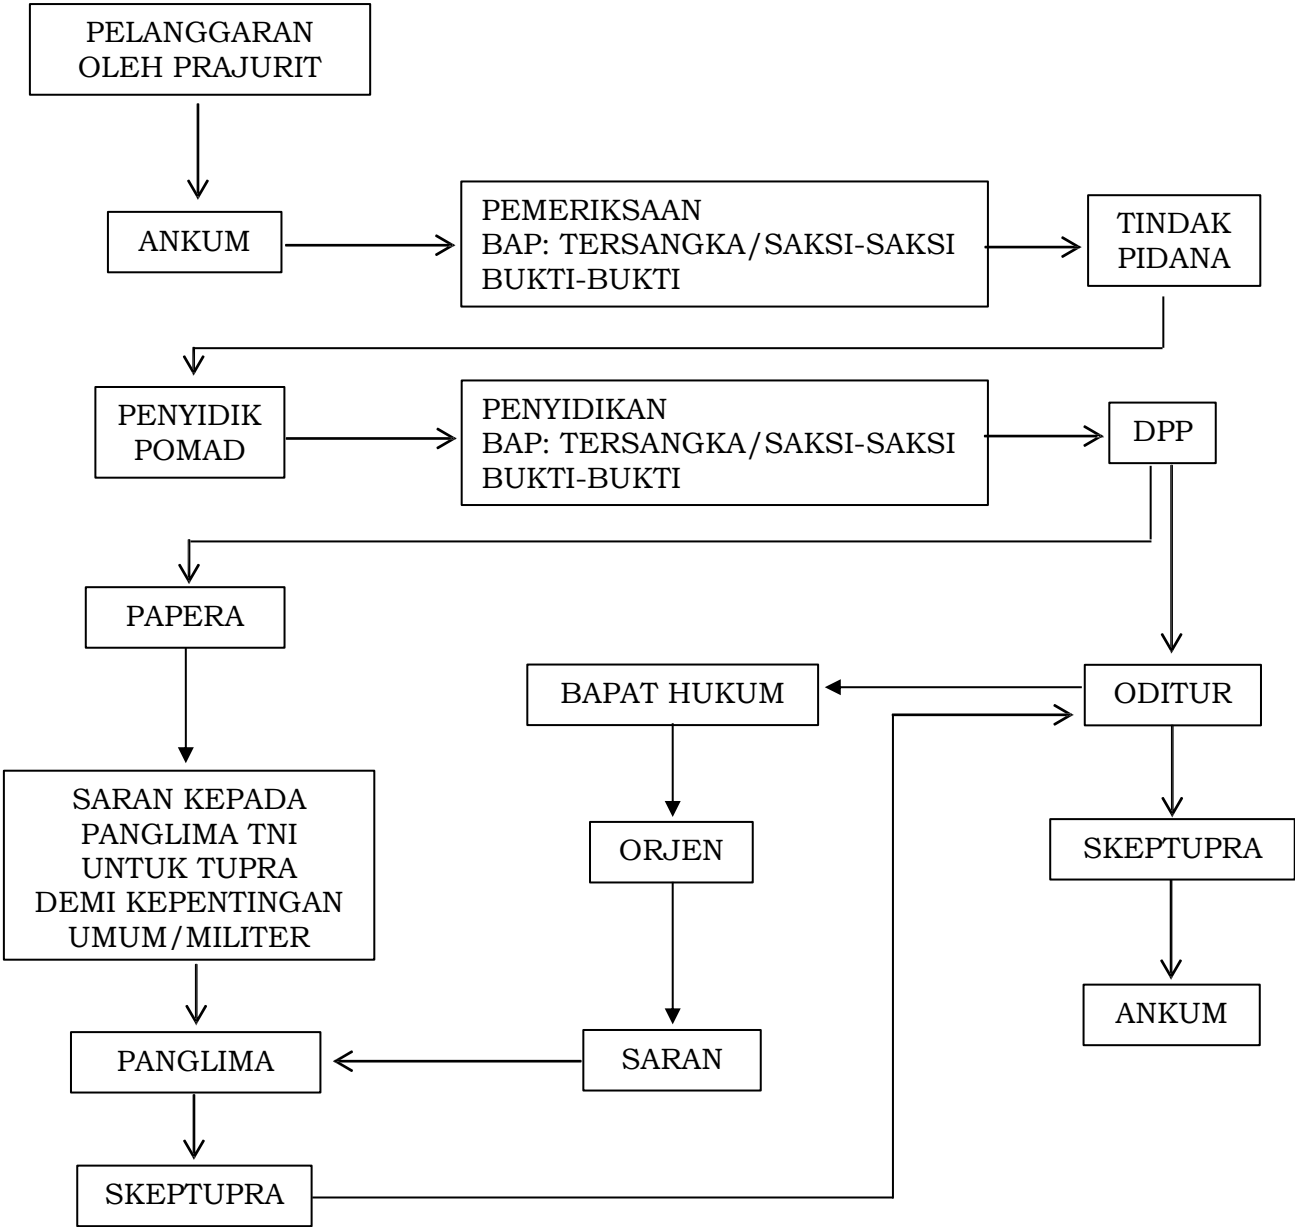 PELANGGARAN
OLEH PRAJURIT
ANKUM
PEMERIKSAAN
BAP: TERSANGKA/SAKSI-SAKSI
BUKTI-BUKTI
TINDAK
PIDANA
PENYIDIK
POMAD
PENYIDIKAN
BAP: TERSANGKA/SAKSI-SAKSI
BUKTI-BUKTI
DPP
PAPERA
BAPAT HUKUM
ODITUR
SARAN KEPADA
PANGLIMA TNI
UNTUK TUPRA
DEMI KEPENTINGAN
UMUM/MILITER
ORJEN
SKEPTUPRA
ANKUM
PANGLIMA
SARAN
SKEPTUPRA